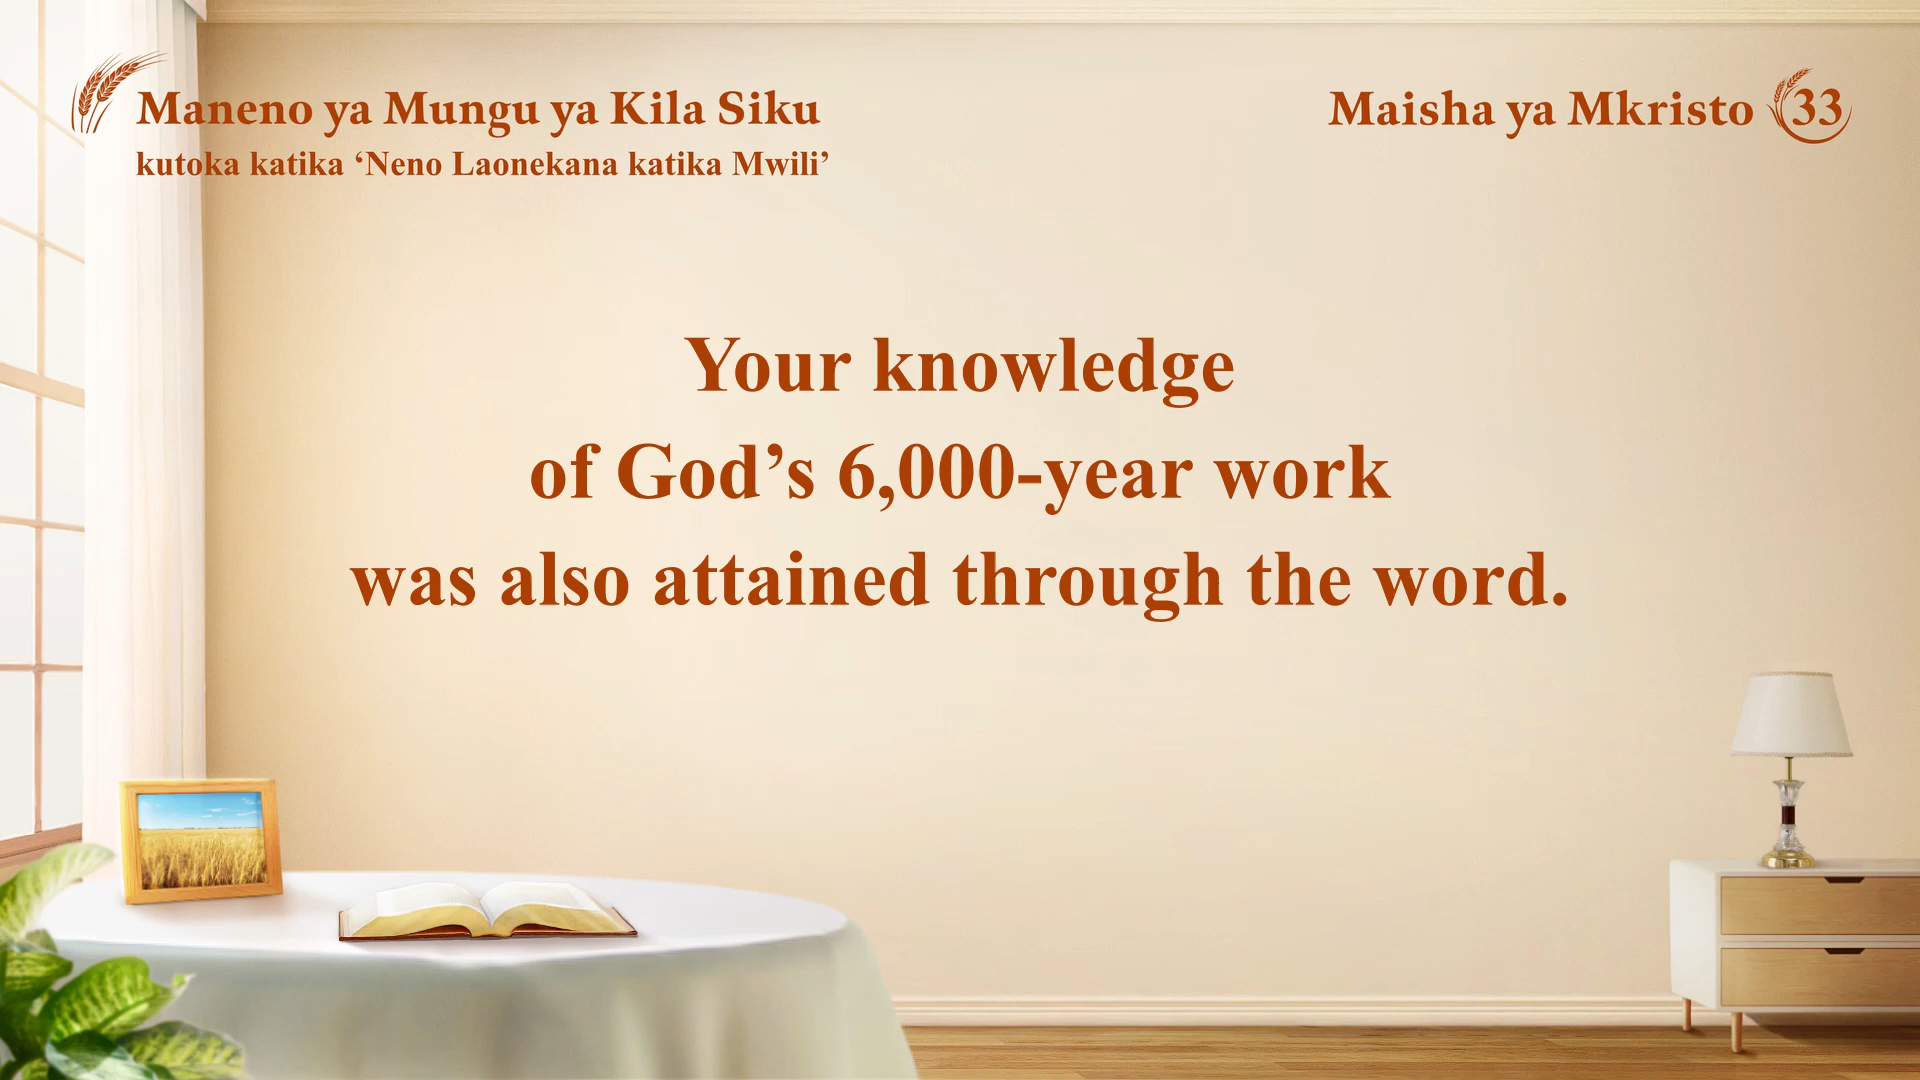 Maneno ya Mungu ya Kila Siku
kutoka katika ‘Neno Laonekana katika Mwili’
Maisha ya Mkristo 33
Your knowledge
of God’s 6,000-year work
was also attained through the word.